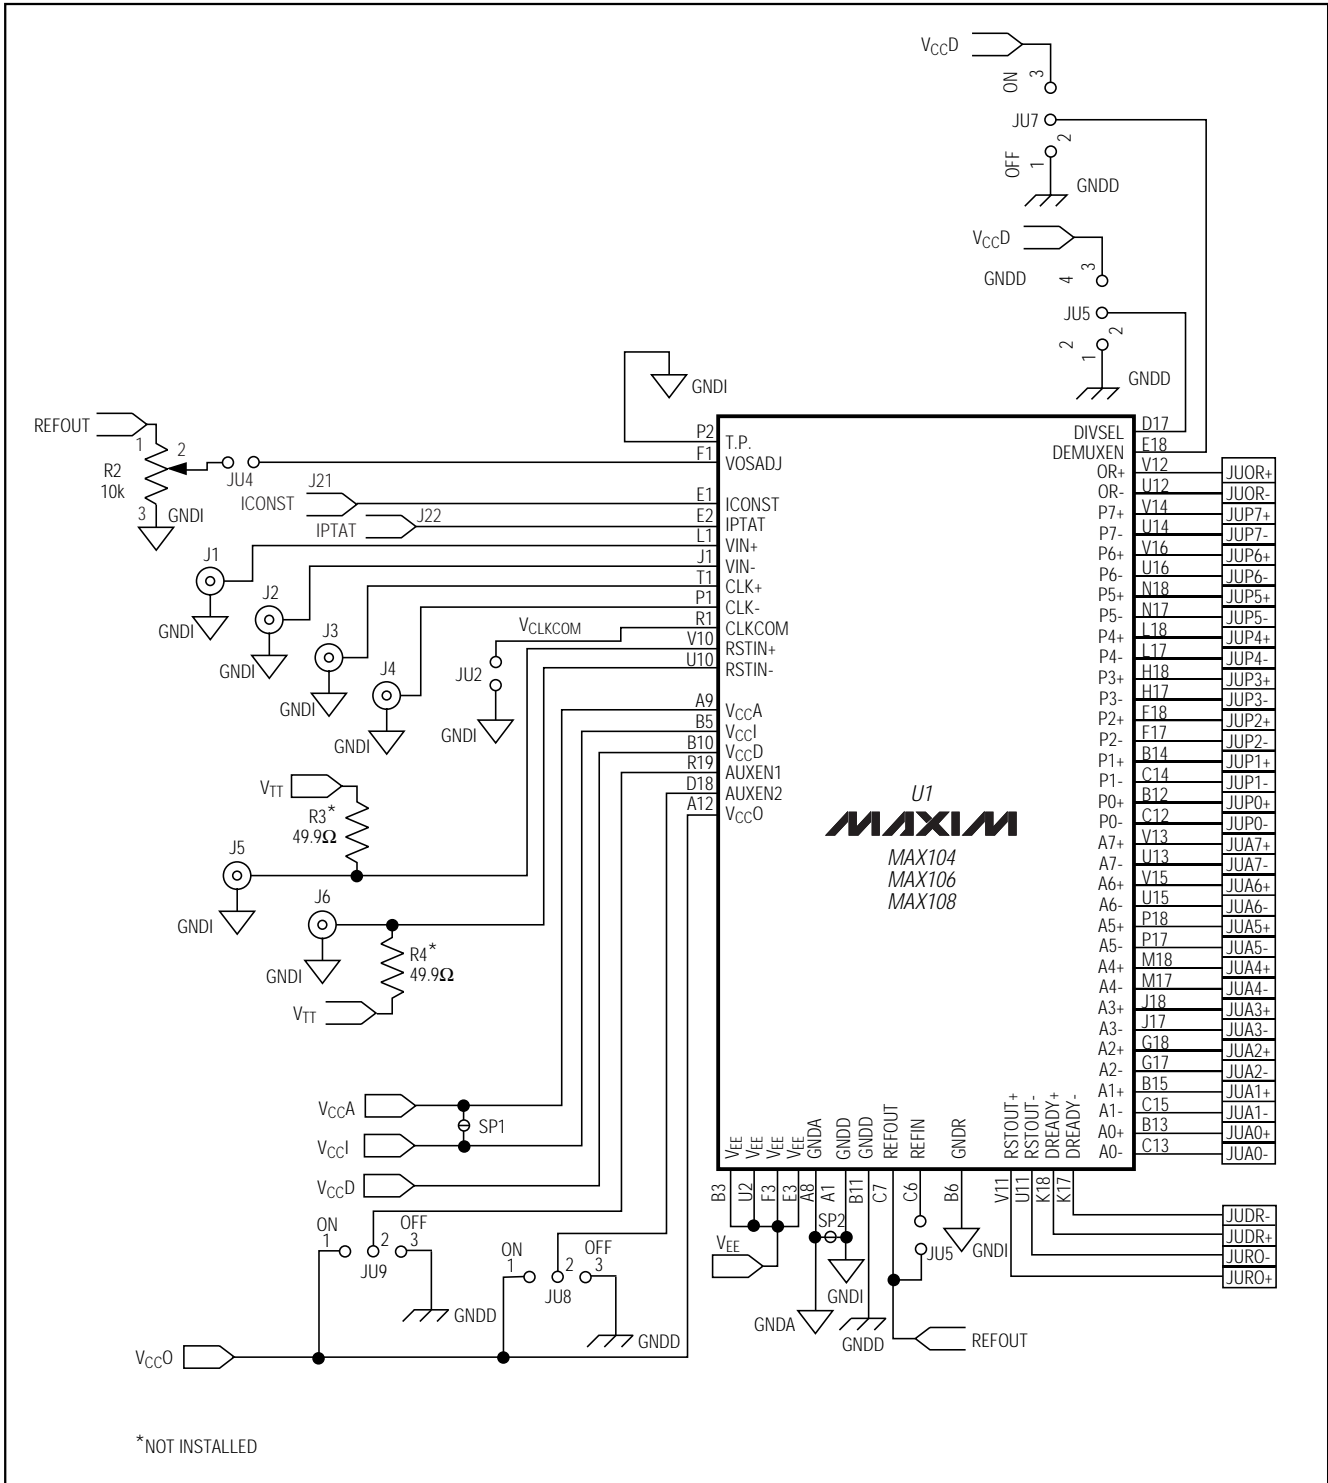 VCCD
ON
3
JU7
2
OFF
1
GNDD
VCCD
GNDD
4
3
JU5
2
2
1
GNDD
GNDI
REFOUT
1
2
R2
10k
3
GNDI
JU4
J21
ICONST
J22
IPTAT
J1
GNDI
J2
GNDI
J3
GNDI
J4
GNDI
VCLKCOM
JU2
GNDI
VTT
R3*
49.9Ω
J5
GNDI
J6
GNDI
R4*
49.9Ω
VTT
P2 T.P.
F1 VOSADJ
E1 ICONST
E2 IPTAT
L1 VIN+
J1 VIN-
T1 CLK+
P1 CLK-
R1 CLKCOM
V10 RSTIN+
U10 RSTIN-
A9 VCCA
B5 VCCI
B10 VCCD
R19 AUXEN1
D18 AUXEN2
A12 VCCO
U1
MAXIM
MAX104
MAX106
MAX108
DIVSEL D17
DEMUXEN E18
OR+ V12 JUOR+
OR- U12 JUOR-
P7+ V14 JUP7+
P7- U14 JUP7-
P6+ V16 JUP6+
P6- U16 JUP6-
P5+ N18 JUP5+
P5- N17 JUP5-
P4+ L18 JUP4+
P4- L17 JUP4-
P3+ H18 JUP3+
P3- H17 JUP3-
P2+ F18 JUP2+
P2- F17 JUP2-
P1+ B14 JUP1+
P1- C14 JUP1-
P0+ B12 JUP0+
P0- C12 JUP0-
A7+ V13 JUA7+
A7- U13 JUA7-
A6+ V15 JUA6+
A6- U15 JUA6-
A5+ P18 JUA5+
A5- P17 JUA5-
A4+ M18 JUA4+
A4- M17 JUA4-
A3+ J18 JUA3+
A3- J17 JUA3-
A2+ G18 JUA2+
A2- G17 JUA2-
A1+ B15 JUA1+
A1- C15 JUA1-
A0+ B13 JUA0+
A0- C13 JUA0-
VEE B3
VEE U2
VEE F3
VEE E3
GNDA A8
GNDD A1
GNDD B11
REFOUT C7
REFIN C6
GNDR B6
RSTOUT+ V11
RSTOUT- U11
DREADY+ K18
DREADY- K17
JUDR-
JUDR+
JURO-
JURO+
VCCA
SP1
VCCI
VCCD
ON
1
2
OFF
3
JU9
GNDD
ON
1
2
OFF
3
JU8
GNDD
VCCO
VEE
SP2
GNDI
GNDA
GNDD
JU5
GNDI
REFOUT
*NOT INSTALLED